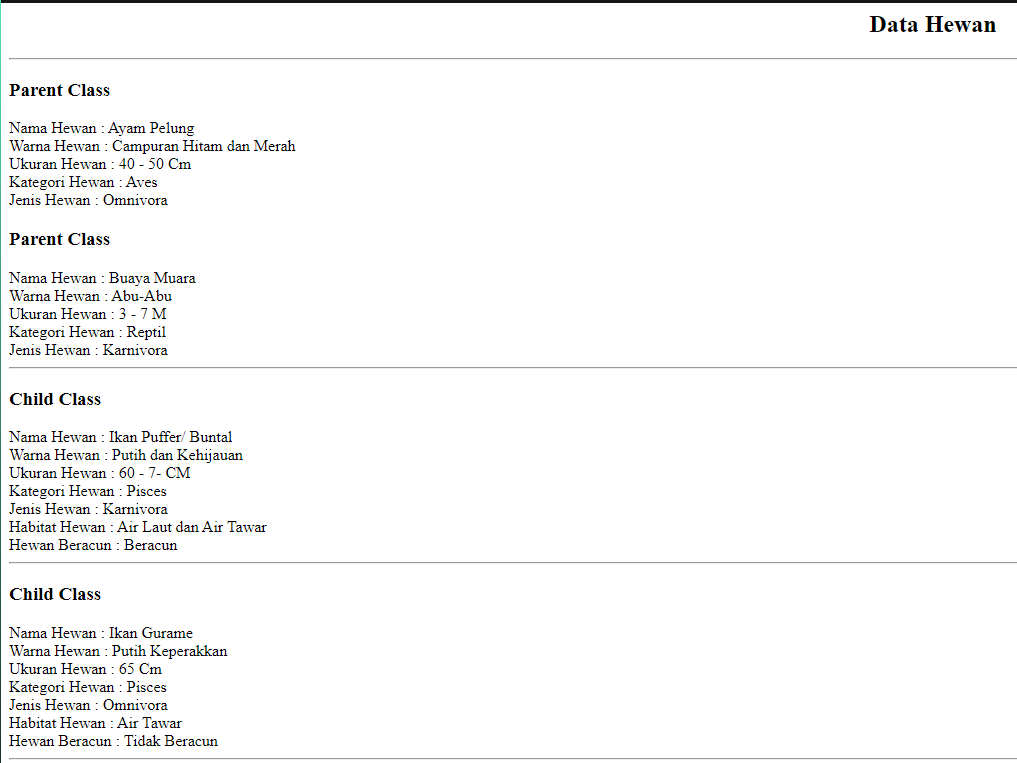 Data Hewan
Parent Class
Nama Hewan : Ayam Pelung
Warna Hewan : Campuran Hitam dan Merah
Ukuran Hewan : 40 - 50 Cm
Kategori Hewan : Aves
Jenis Hewan : Omnivora
Parent Class
Nama Hewan : Buaya Muara
Warna Hewan : Abu-Abu
Ukuran Hewan : 3 - 7 M
Kategori Hewan : Reptil
Jenis Hewan : Karnivora
Child Class
Nama Hewan : Ikan Puffer/ Buntal
Warna Hewan : Putih dan Kehijauan
Ukuran Hewan : 60 - 7- CM
Kategori Hewan : Pisces
Jenis Hewan : Karnivora
Habitat Hewan : Air Laut dan Air Tawar
Hewan Beracun : Beracun
Child Class
Nama Hewan : Ikan Gurame
Warna Hewan : Putih Keperakkan
Ukuran Hewan : 65 Cm
Kategori Hewan : Pisces
Jenis Hewan : Omnivora
Habitat Hewan : Air Tawar
Hewan Beracun : Tidak Beracun